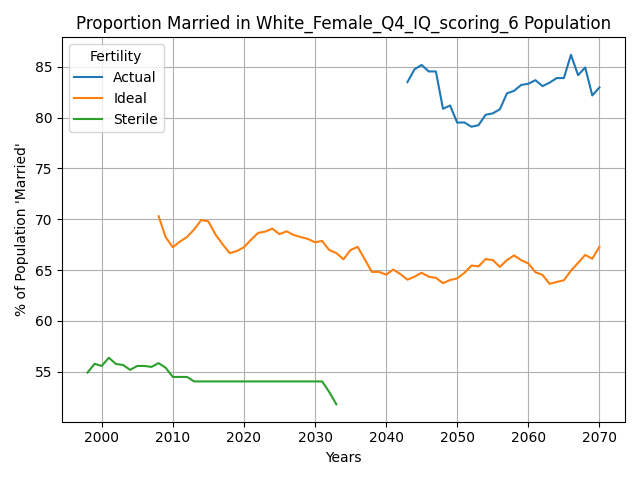 Proportion Married in White_Female_Q4_IQ_scoring_6 Population
Fertility
Actual
Ideal
Sterile
% of Population 'Married'
85
80
75
70
65
60
55
2000 2010 2020 2030 2040 2050 2060 2070
Years